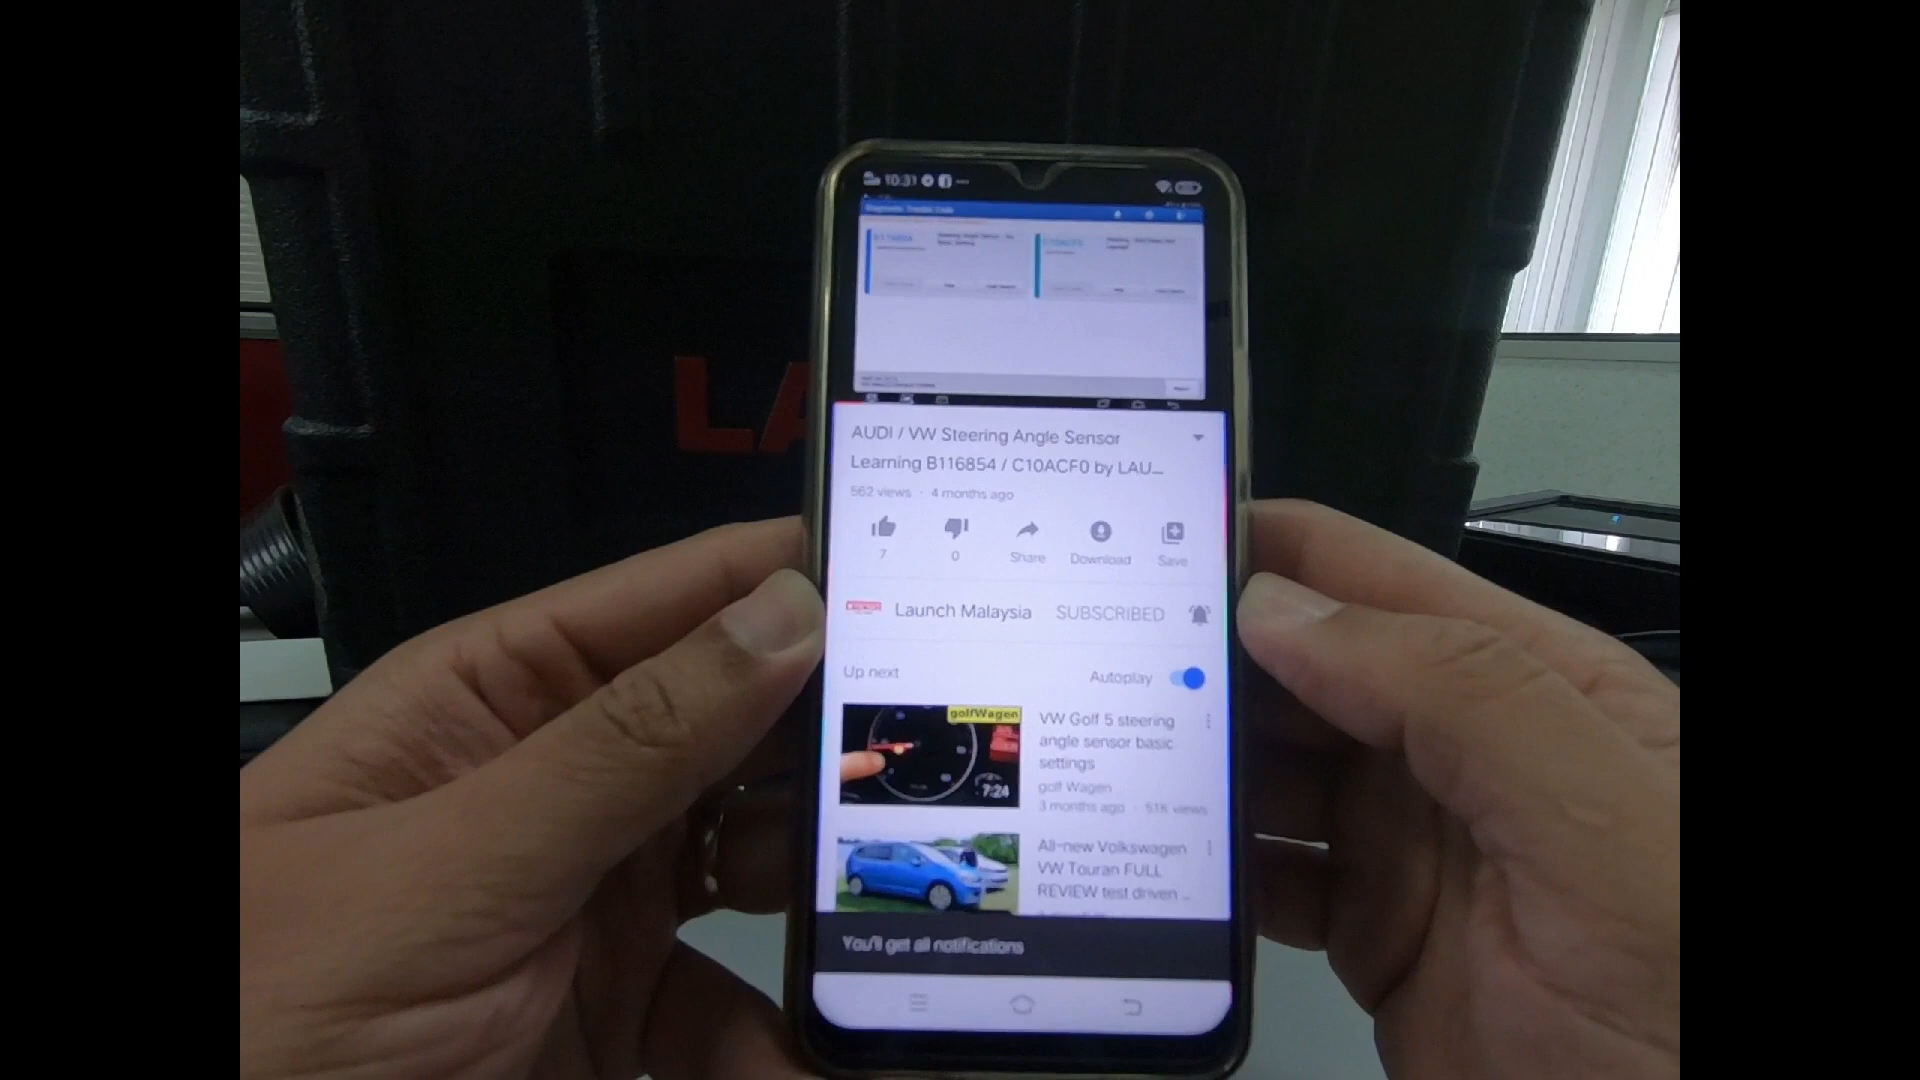 10:31
LA
AUDI / VW Steering Angle Sensor
Learning B116854 / C10ACF0 by LAU...
562 views · 4 months ago
7
0
Share
Download
Save
Launch Malaysia
SUBSCRIBED
Up next
Autoplay
golfWagen
7:24
VW Golf 5 steering
angle sensor basic
settings
golf Wagen
3 months ago · 51K views
All-new Volkswagen
VW Touran FULL
REVIEW test driven ...
You'll get all notifications